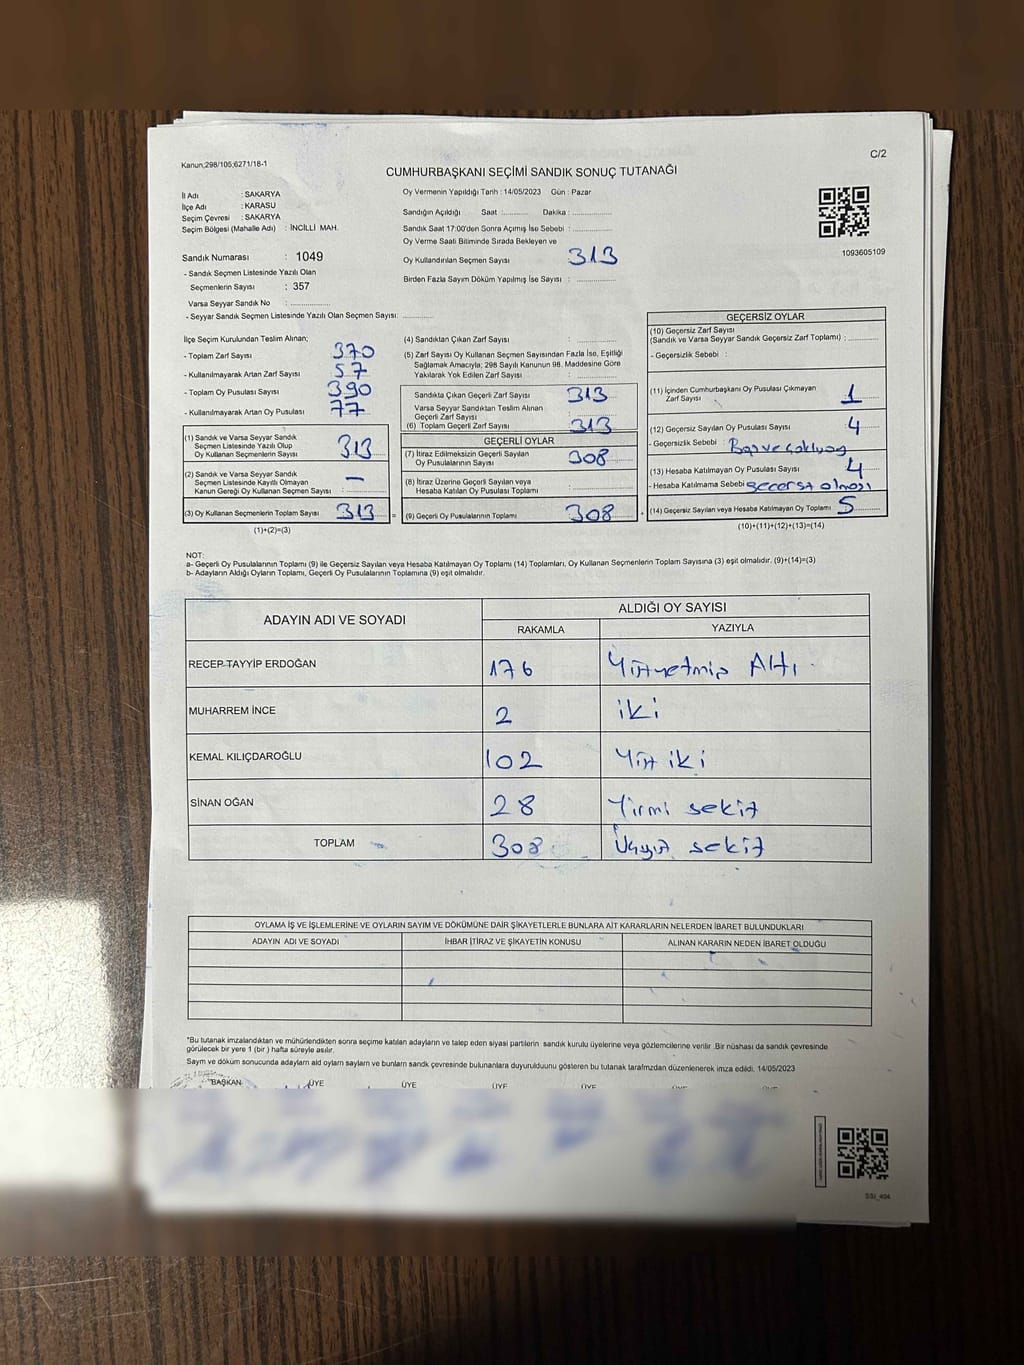 Kanun;298/105;6271/18-1
C/2
CUMHURBAŞKANI SEÇİMİ SANDIK SONUÇ TUTANAĞI
İl Adı : SAKARYA
İlçe Adı : KARASU
Seçim Çevresi : SAKARYA
Seçim Bölgesi (Mahalle Adı) : İNCİLLİ MAH.
Sandık Numarası : 1049
- Sandık Seçmen Listesinde Yazılı Olan
Seçmenlerin Sayısı : 357
Varsa Seyyar Sandık No : ..................
- Seyyar Sandık Seçmen Listesinde Yazılı Olan Seçmen Sayısı: ..............
Oy Vermenin Yapıldığı Tarih : 14/05/2023 Gün : Pazar
Sandığın Açıldığı Saat :............ Dakika : ..................
Sandık Saat 17:00'den Sonra Açımış İse Sebebi : ..................
Oy Verme Saati Bitiminde Sırada Bekleyen ve
Oy Kullandırılan Seçmen Sayısı : 313
Birden Fazla Sayım Döküm Yapılmış İse Sayısı : ..................
1093605109
İlçe Seçim Kurulundan Teslim Alınan;
- Toplam Zarf Sayısı 370
- Kullanılmayarak Artan Zarf Sayısı 57
- Toplam Oy Pusulası Sayısı 390
- Kullanılmayarak Artan Oy Pusulası 77
(1) Sandık ve Varsa Seyyar Sandık
Seçmen Listesinde Yazılı Olup
Oy Kullanan Seçmenlerin Sayısı : 313
(2) Sandık ve Varsa Seyyar Sandık
Seçmen Listesinde Kayıtlı Olmayan
Kanun Gereği Oy Kullanan Seçmen Sayısı : —
(3) Oy Kullanan Seçmenlerin Toplam Sayısı : 313 =
(1)+(2)=(3)
(4) Sandıktan Çıkan Zarf Sayısı : ..................
(5) Zarf Sayısı Oy Kullanan Seçmen Sayısından Fazla İse, Eşitliği
Sağlamak Amacıyla; 298 Sayılı Kanunun 98. Maddesine Göre
Yakılarak Yok Edilen Zarf Sayısı : ..................
Sandıkta Çıkan Geçerli Zarf Sayısı : 313
Varsa Seyyar Sandıktan Teslim Alınan
Geçerli Zarf Sayısı :
(6) Toplam Geçerli Zarf Sayısı : 313
GEÇERLİ OYLAR
(7) İtiraz Edilmeksizin Geçerli Sayılan
Oy Pusulalarının Sayısı : 308
(8) İtiraz Üzerine Geçerli Sayılan veya
Hesaba Katılan Oy Pusulası Toplamı :
(9) Geçerli Oy Pusulalarının Toplamı : 308 +
GEÇERSİZ OYLAR
(10) Geçersiz Zarf Sayısı
(Sandık ve Varsa Seyyar Sandık Geçersiz Zarf Toplamı) : ............
- Geçersizlik Sebebi :
(11) İçinden Cumhurbaşkanı Oy Pusulası Çıkmayan
Zarf Sayısı : 1
(12) Geçersiz Sayılan Oy Pusulası Sayısı : 4
- Geçersizlik Sebebi :
(13) Hesaba Katılmayan Oy Pusulası Sayısı : 4
- Hesaba Katılmama Sebebi :
(14) Geçersiz Sayılan veya Hesaba Katılmayan Oy Toplamı : 5
(10)+(11)+(12)+(13)=(14)
NOT:
a- Geçerli Oy Pusulalarının Toplamı (9) ile Geçersiz Sayılan veya Hesaba Katılmayan Oy Toplamı (14) Toplamları, Oy Kullanan Seçmenlerin Toplam Sayısına (3) eşit olmalıdır. (9)+(14)=(3)
b- Adayların Aldığı Oyların Toplamı, Geçerli Oy Pusulalarının Toplamına (9) eşit olmalıdır.
ADAYIN ADI VE SOYADI ALDIĞI OY SAYISI
RAKAMLA YAZIYLA
RECEP TAYYİP ERDOĞAN 176 Yüzyetmiş Altı
MUHARREM İNCE 2 iki
KEMAL KILIÇDAROĞLU 102 Yüz iki
SİNAN OĞAN 28 Yirmi sekiz
TOPLAM 308 Üçyüz sekiz
OYLAMA İŞ VE İŞLEMLERİNE VE OYLARIN SAYIM VE DÖKÜMÜNE DAİR ŞİKAYETLERLE BUNLARA AİT KARARLARIN NELERDEN İBARET BULUNDUKLARI
ADAYIN ADI VE SOYADI İHBAR İTİRAZ VE ŞİKAYETİN KONUSU ALINAN KARARIN NEDEN İBARET OLDUĞU
*Bu tutanak imzalandıktan ve mühürlendikten sonra seçime katılan adayların ve talep eden siyasi partilerin sandık kurulu üyelerine veya gözlemcilerine verilir .Bir nüshası da sandık çevresinde
görülecek bir yere 1 (bir ) hafta süreyle asılır.
Sayım ve döküm sonucunda adayların ald oyların sayların ve bunların sandk çevresinde bulunanlara duyurulduunu gösteren bu tutanak tarafmzdan düzenlenerek imza edildi. 14/05/2023
BAŞKAN ÜYE ÜYE ÜYE ÜYE ÜYE ÜYE